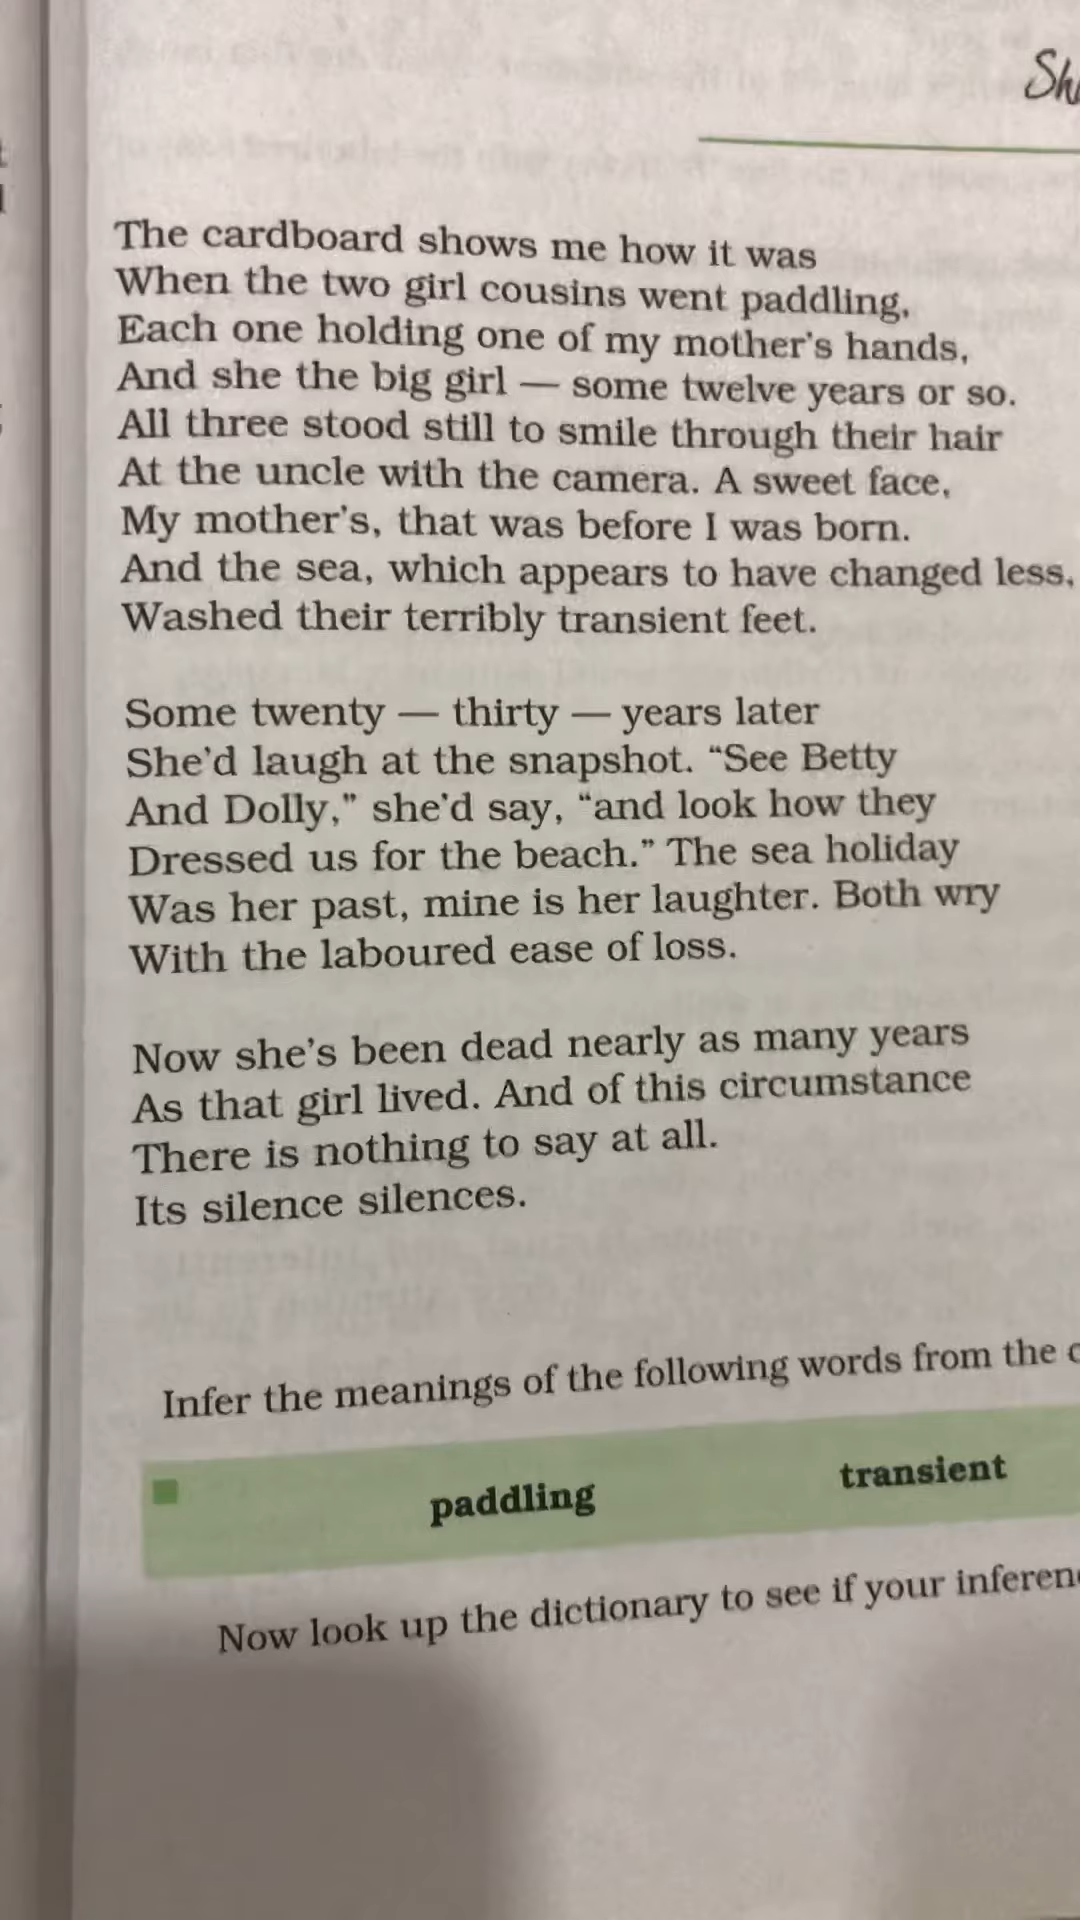 The cardboard shows me how it was
When the two girl cousins went paddling,
Each one holding one of my mother's hands,
And she the big girl — some twelve years or so.
All three stood still to smile through their hair
At the uncle with the camera. A sweet face,
My mother's, that was before I was born.
And the sea, which appears to have changed less,
Washed their terribly transient feet.
Some twenty — thirty — years later
She'd laugh at the snapshot. “See Betty
And Dolly,” she'd say, “and look how they
Dressed us for the beach.” The sea holiday
Was her past, mine is her laughter. Both wry
With the laboured ease of loss.
Now she's been dead nearly as many years
As that girl lived. And of this circumstance
There is nothing to say at all.
Its silence silences.
Infer the meanings of the following words from the
paddling transient
Now look up the dictionary to see if your